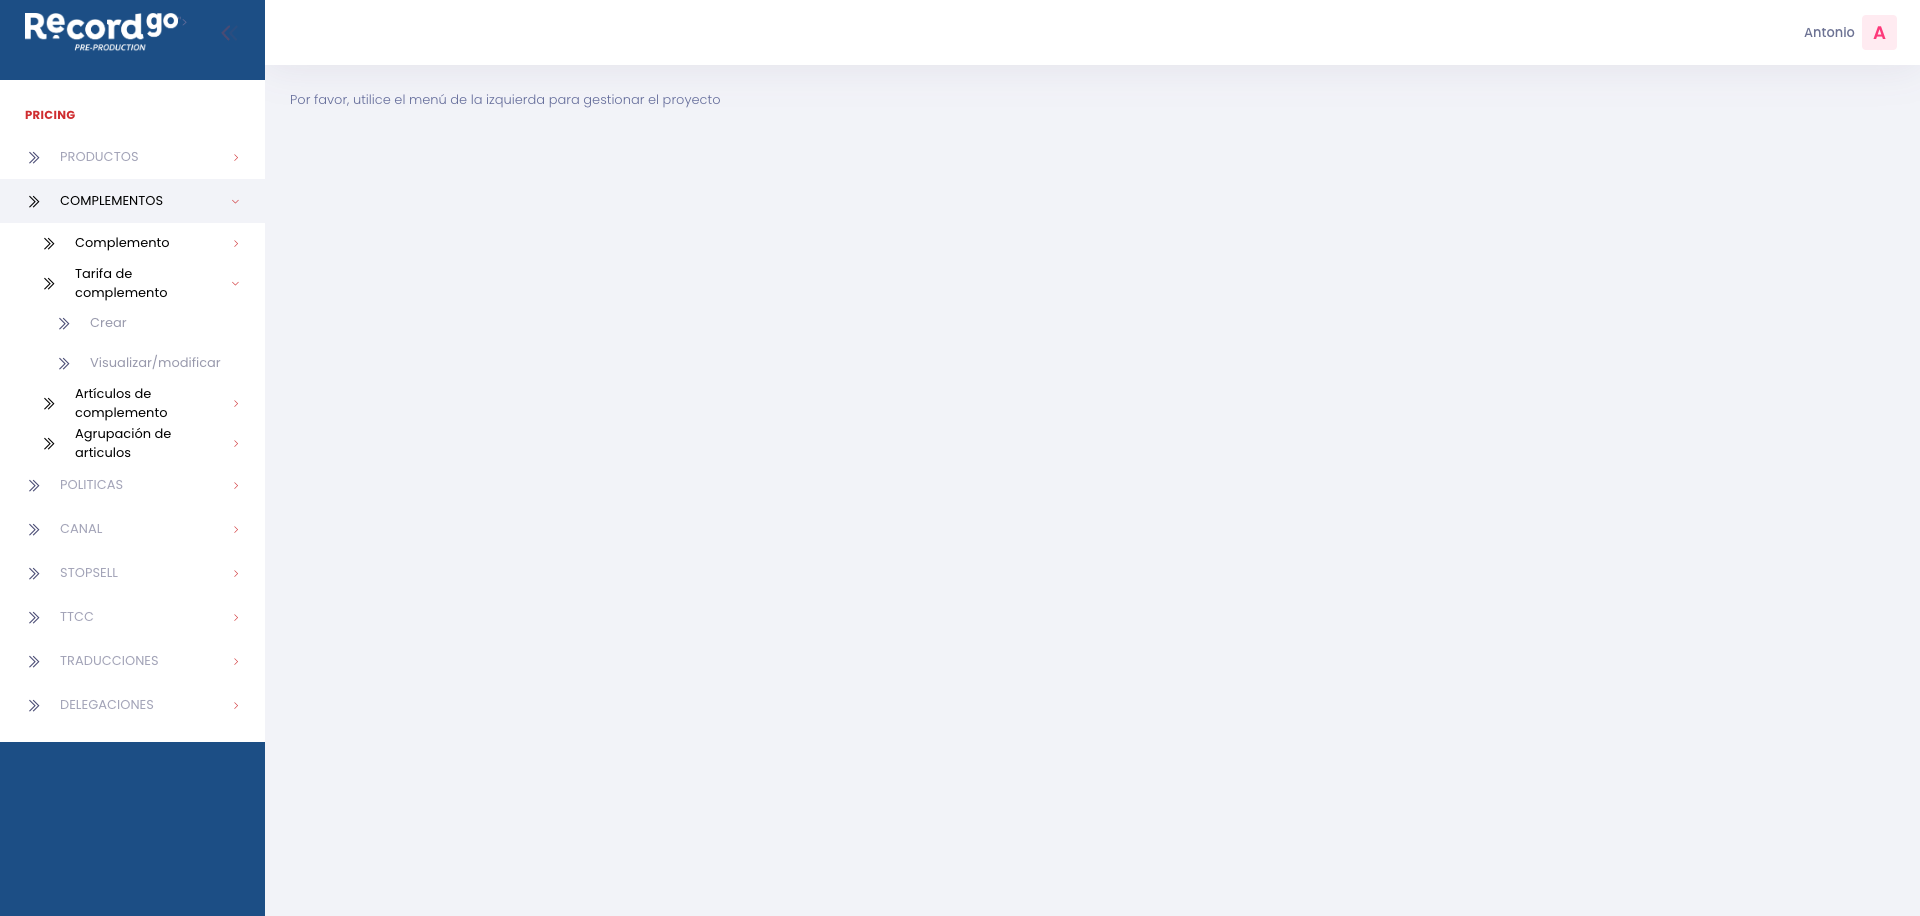 Recordgo
PRE-PRODUCTION
Antonio A
Por favor, utilice el menú de la izquierda para gestionar el proyecto
PRICING
PRODUCTOS
COMPLEMENTOS
Complemento
Tarifa de
complemento
Crear
Visualizar/modificar
Artículos de
complemento
Agrupación de
articulos
POLITICAS
CANAL
STOPSELL
TTCC
TRADUCCIONES
DELEGACIONES